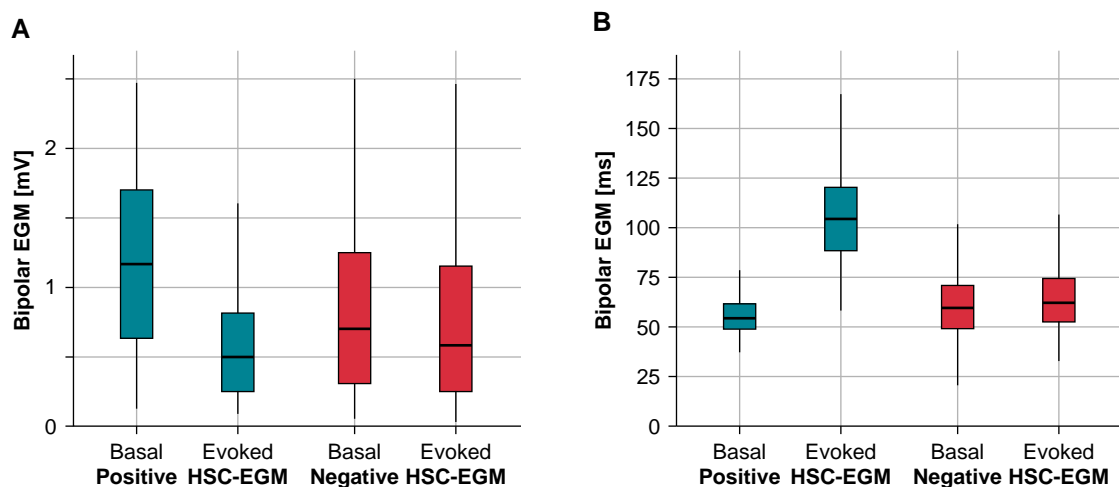 A
Bipolar EGM [mV]
2
1
0
Basal Evoked Basal Evoked
Positive HSC-EGM Negative HSC-EGM
B
Bipolar EGM [ms]
175
150
125
100
75
50
25
0
Basal Evoked Basal Evoked
Positive HSC-EGM Negative HSC-EGM